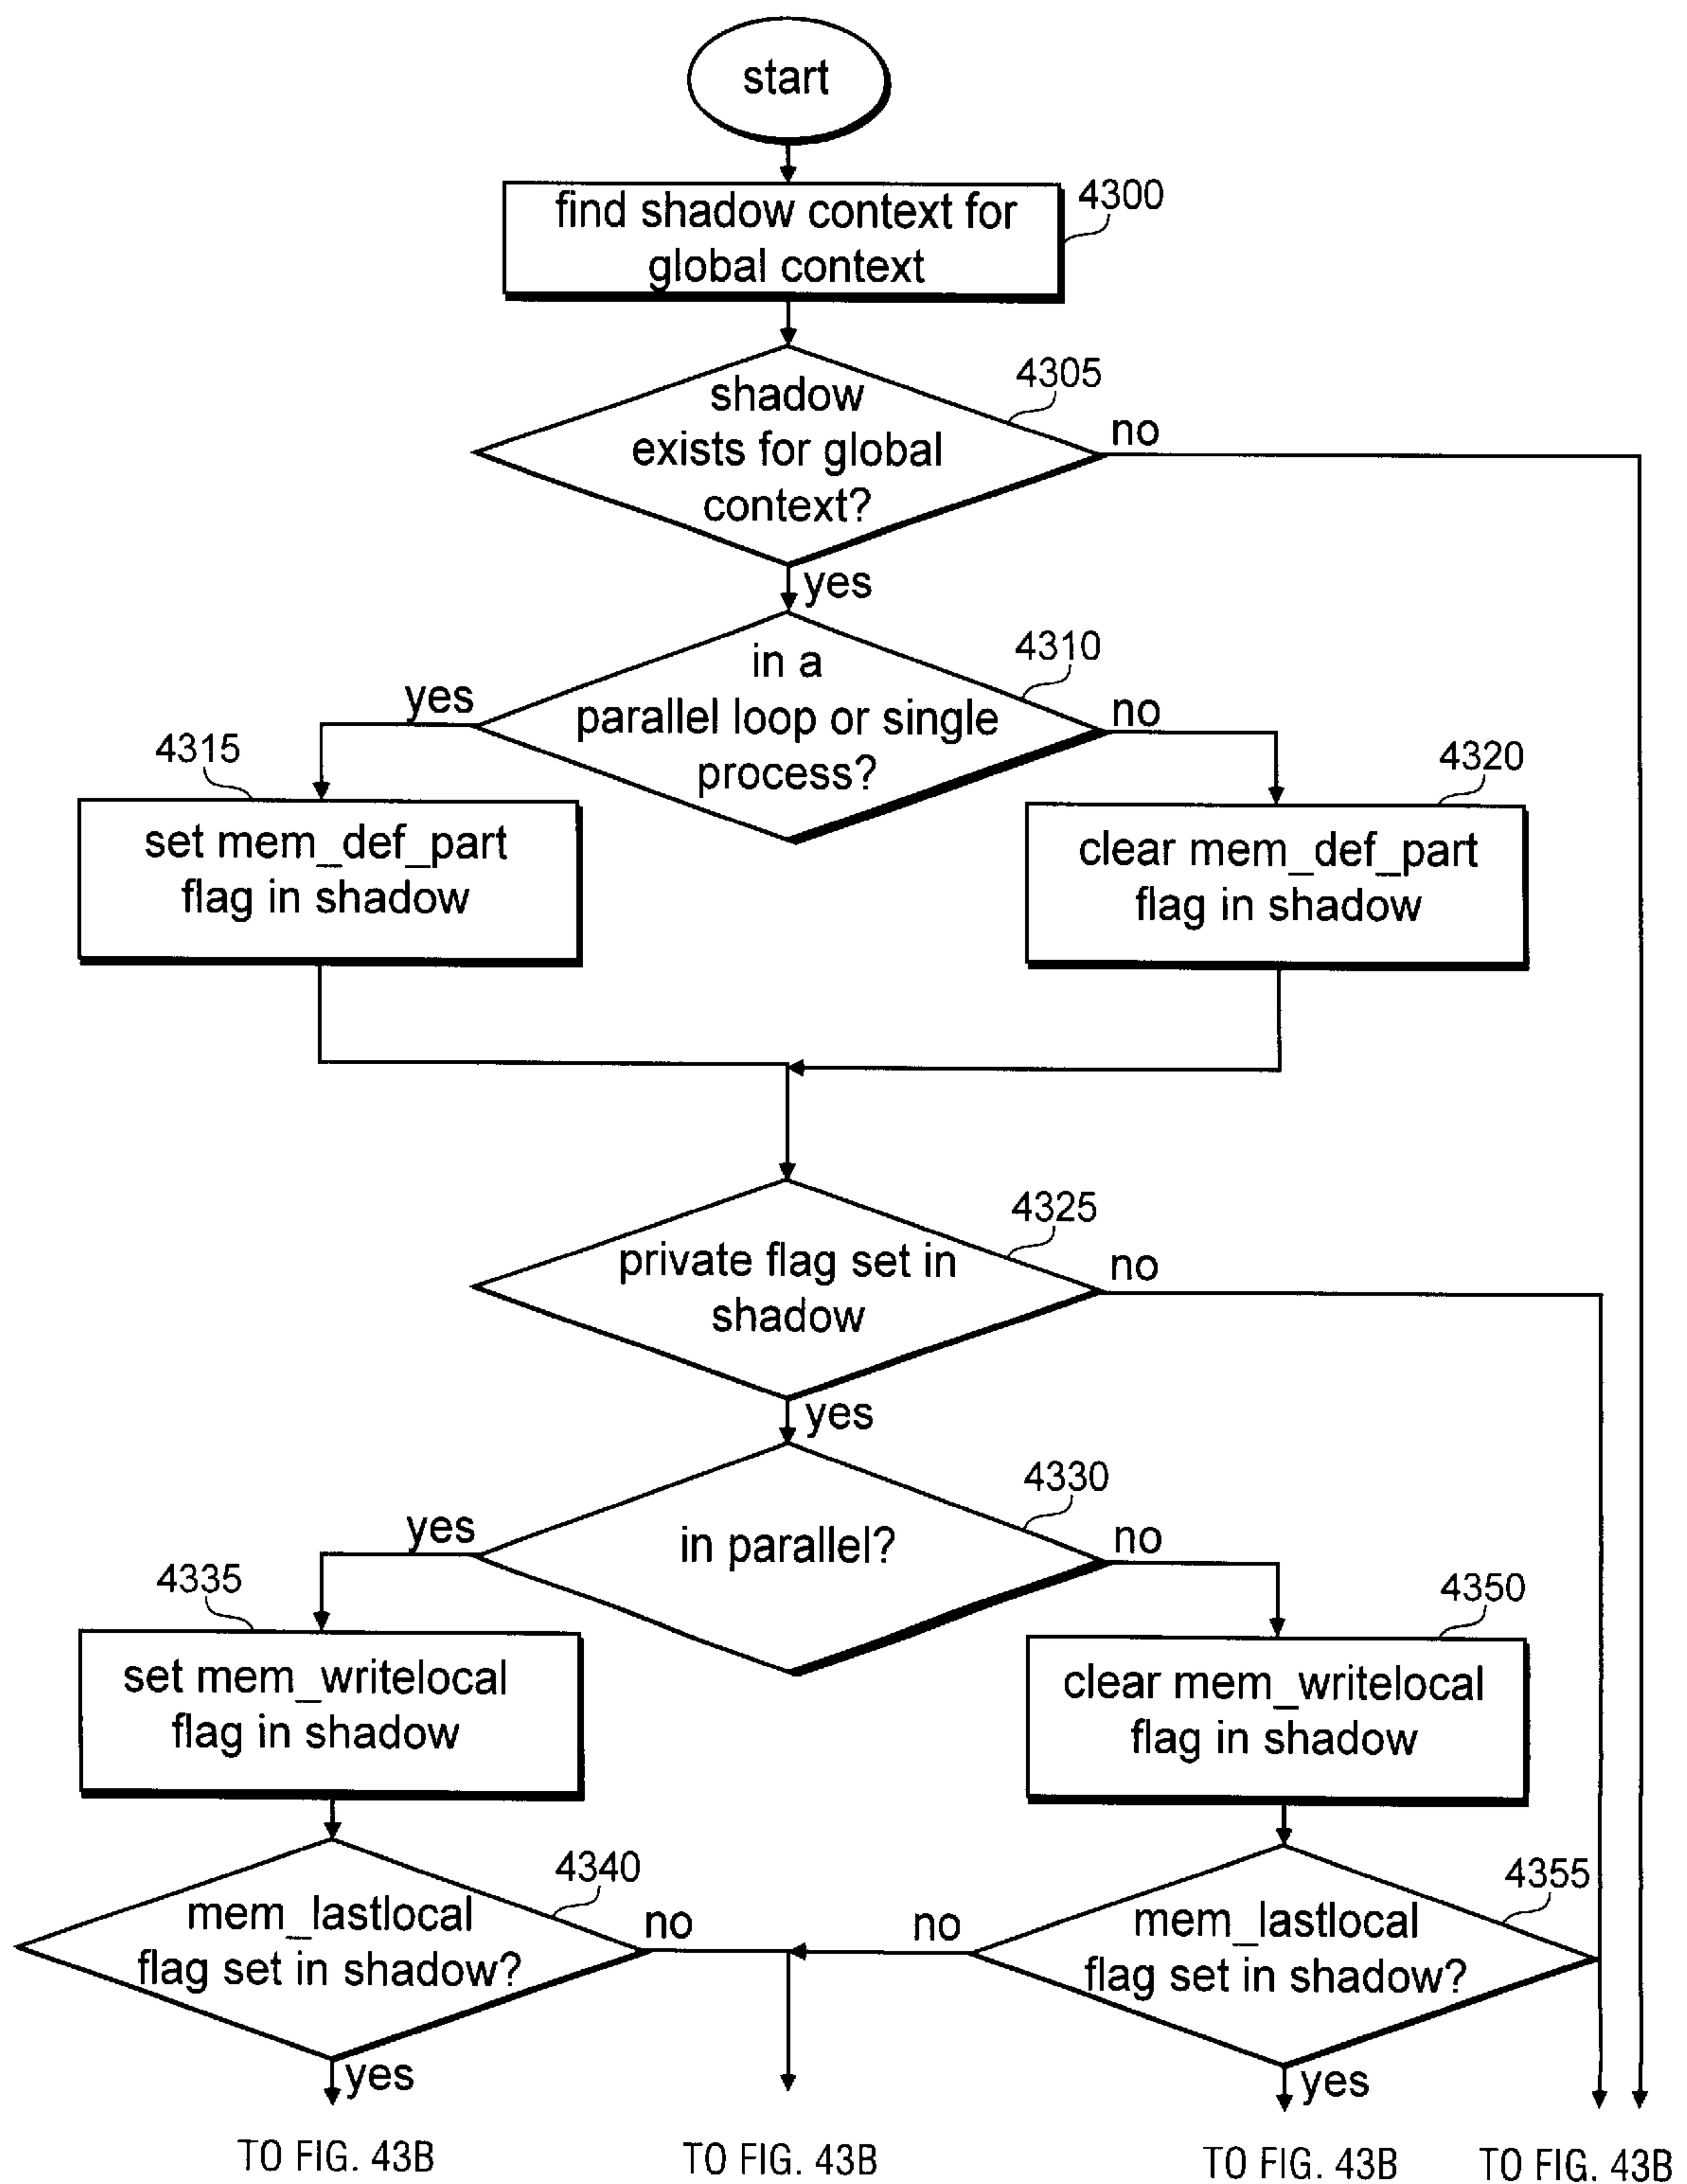 start
find shadow context for
global context
4300
shadow
exists for global
context?
4305
no
yes
in a
parallel loop or single
process?
4310
yes
no
4315
set mem_def_part
flag in shadow
4320
clear mem_def_part
flag in shadow
private flag set in
shadow
4325
no
yes
in parallel?
4330
yes
no
4335
set mem_writelocal
flag in shadow
4350
clear mem_writelocal
flag in shadow
mem_lastlocal
flag set in shadow?
4340
no
no
mem_lastlocal
flag set in shadow?
4355
yes
yes
TO FIG. 43B
TO FIG. 43B
TO FIG. 43B
TO FIG. 43B